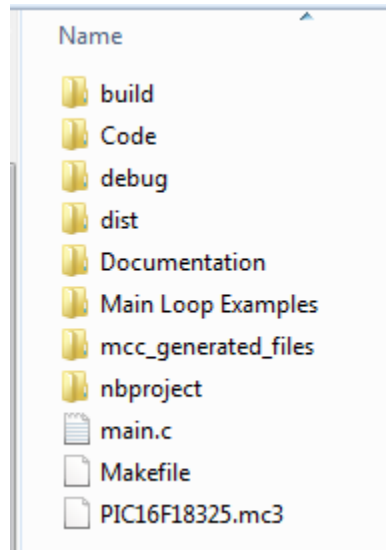 Name
build
Code
debug
dist
Documentation
Main Loop Examples
mcc_generated_files
nbproject
main.c
Makefile
PIC16F18325.mc3